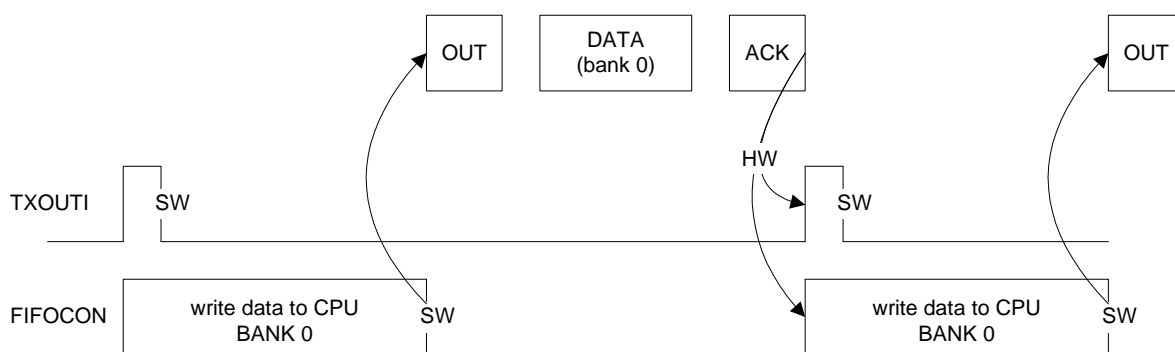 OUT
DATA
(bank 0)
ACK
OUT
HW
TXOUTI
SW
SW
FIFOCON
write data to CPU
BANK 0
SW
write data to CPU
BANK 0
SW